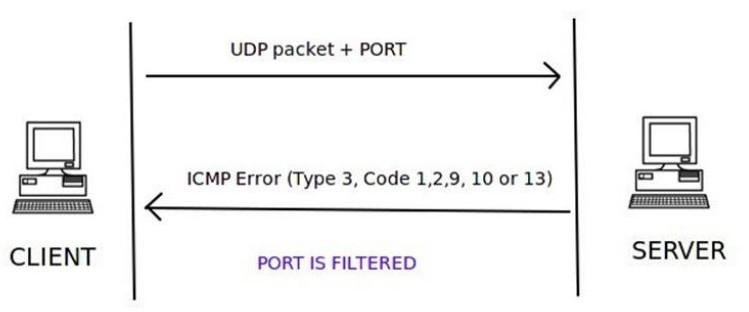 UDP packet + PORT
ICMP Error (Type 3, Code 1,2,9, 10 or 13)
CLIENT
SERVER
PORT IS FILTERED